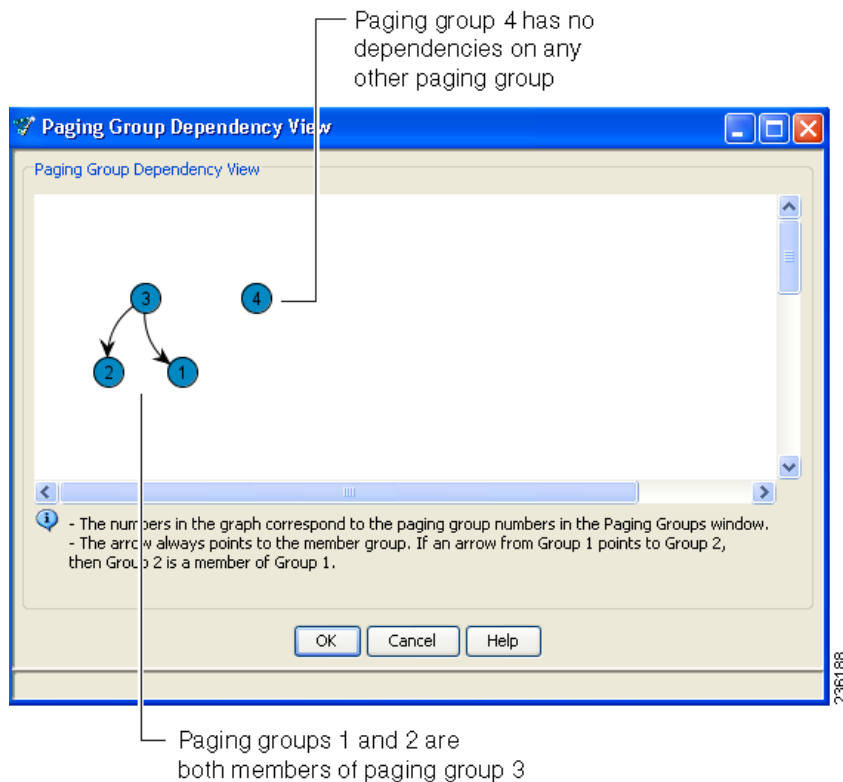 Paging group 4 has no
dependencies on any
other paging group
Paging Group Dependency View
Paging Group Dependency View
3
4
2
1
- The numbers in the graph correspond to the paging group numbers in the Paging Groups window.
- The arrow always points to the member group. If an arrow from Group 1 points to Group 2,
then Group 2 is a member of Group 1.
OK
Cancel
Help
236188
Paging groups 1 and 2 are
both members of paging group 3